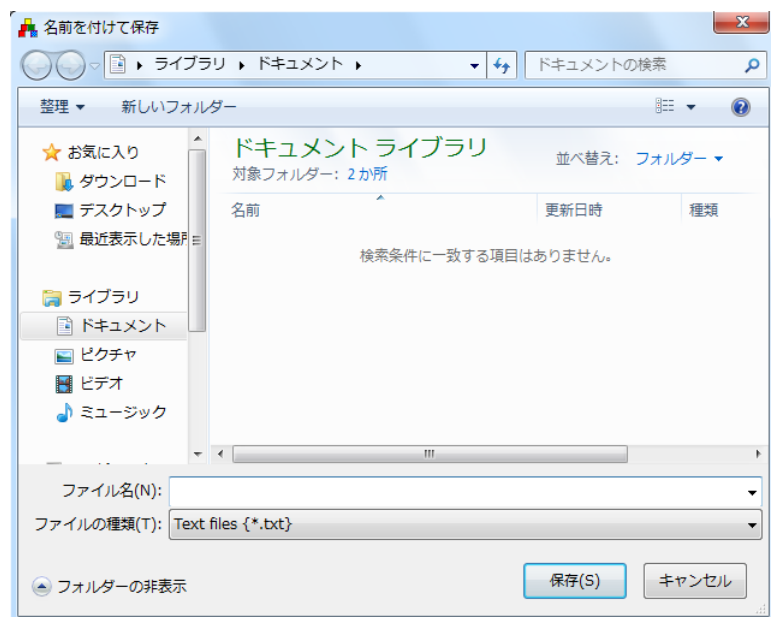 名前を付けて保存
ライブラリ ▸ ドキュメント ▸
ドキュメントの検索
整理 ▼ 新しいフォルダー
お気に入り
ダウンロード
デスクトップ
最近表示した場所
ライブラリ
ドキュメント
ピクチャ
ビデオ
ミュージック
ドキュメント ライブラリ
対象フォルダー: 2 か所
並べ替え: フォルダー ▼
名前 更新日時 種類
検索条件に一致する項目はありません。
ファイル名(N):
ファイルの種類(T): Text files {*.txt}
フォルダーの非表示
保存(S) キャンセル